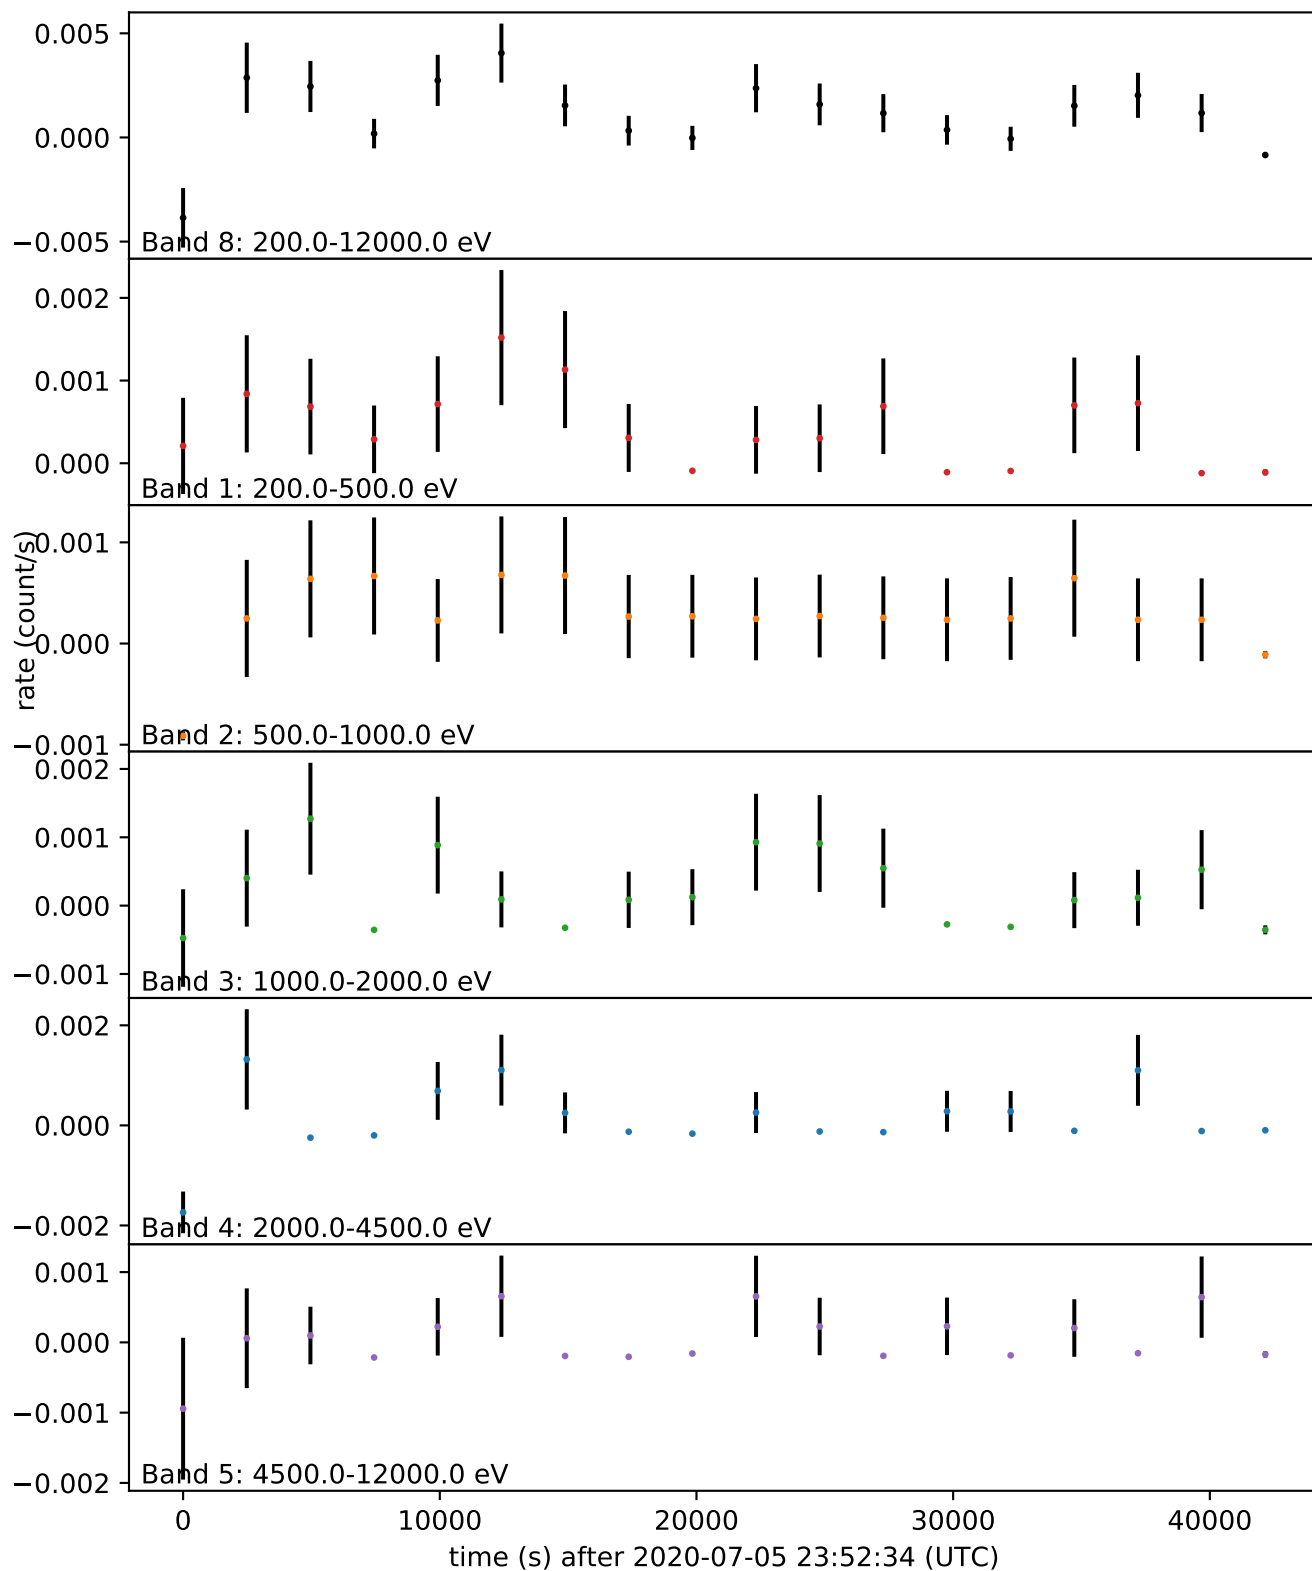 0.005
0.000
−0.005
Band 8: 200.0-12000.0 eV
0.002
0.001
0.000
Band 1: 200.0-500.0 eV
rate (count/s)
0.001
0.000
−0.001
Band 2: 500.0-1000.0 eV
0.002
0.001
0.000
−0.001
Band 3: 1000.0-2000.0 eV
0.002
0.000
−0.002
Band 4: 2000.0-4500.0 eV
0.001
0.000
−0.001
−0.002
Band 5: 4500.0-12000.0 eV
0 10000 20000 30000 40000
time (s) after 2020-07-05 23:52:34 (UTC)